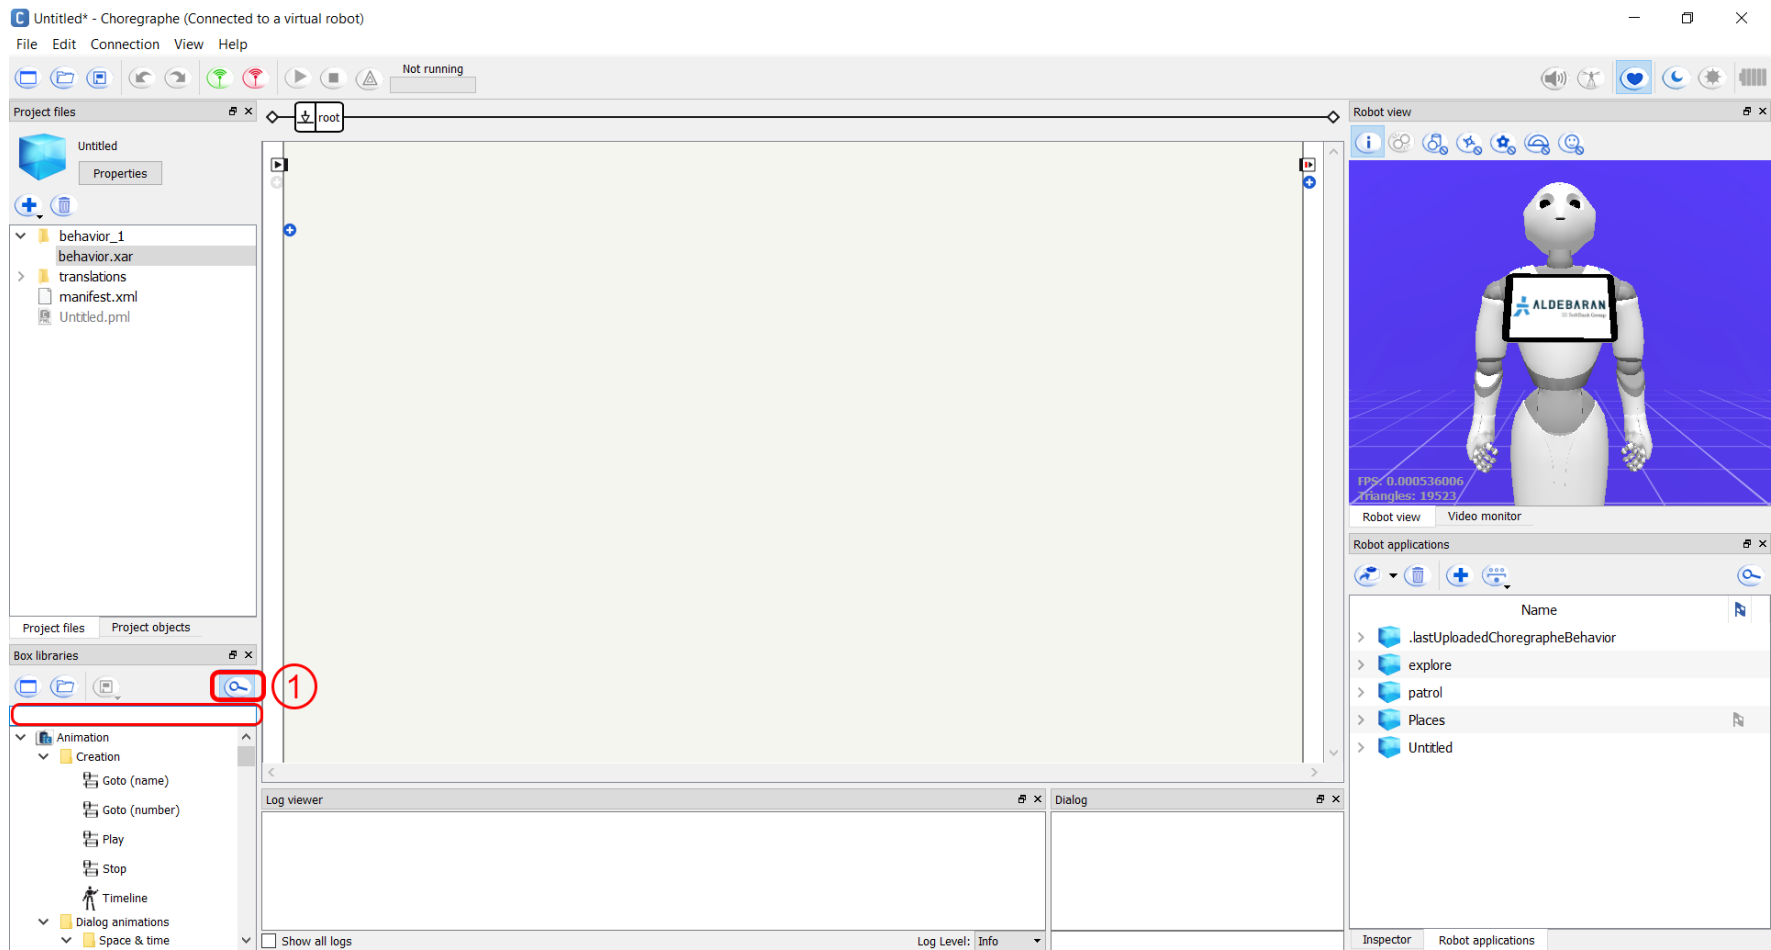 Untitled* - Choregraphe (Connected to a virtual robot)
File Edit Connection View Help
Not running
Project files
Untitled
Properties
behavior_1
behavior.xar
translations
manifest.xml
Untitled.pml
Project files Project objects
Box libraries
1
Animation
Creation
Goto (name)
Goto (number)
Play
Stop
Timeline
Dialog animations
Space & time
root
Log viewer
Show all logs
Log Level: Info
Dialog
Robot view
ALDEBARAN
FPS: 0.000536006
Triangles: 19523
Robot view Video monitor
Robot applications
Name
.lastUploadedChoregrapheBehavior
explore
patrol
Places
Untitled
Inspector Robot applications